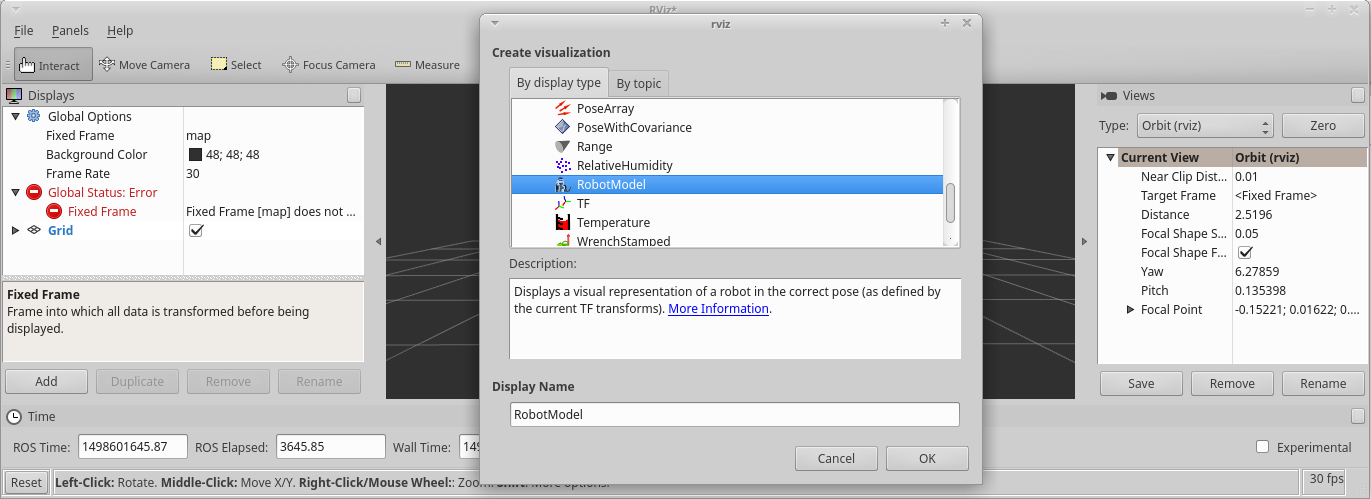 RViz*
File Panels Help
Interact Move Camera Select Focus Camera Measure
Displays
Global Options
Fixed Frame map
Background Color 48; 48; 48
Frame Rate 30
Global Status: Error
Fixed Frame Fixed Frame [map] does not ...
Grid
Fixed Frame
Frame into which all data is transformed before being
displayed.
Add Duplicate Remove Rename
rviz
Create visualization
By display type By topic
PoseArray
PoseWithCovariance
Range
RelativeHumidity
RobotModel
TF
Temperature
WrenchStamped
Description:
Displays a visual representation of a robot in the correct pose (as defined by
the current TF transforms). More Information.
Display Name
RobotModel
Cancel OK
Views
Type: Orbit (rviz) Zero
Current View Orbit (rviz)
Near Clip Dist... 0.01
Target Frame <Fixed Frame>
Distance 2.5196
Focal Shape S... 0.05
Focal Shape F...
Yaw 6.27859
Pitch 0.135398
Focal Point -0.15221; 0.01622; 0....
Save Remove Rename
Time
ROS Time: 1498601645.87 ROS Elapsed: 3645.85 Wall Time: Experimental
Reset Left-Click: Rotate. Middle-Click: Move X/Y. Right-Click/Mouse Wheel:: Zoom. Shift: More options. 30 fps